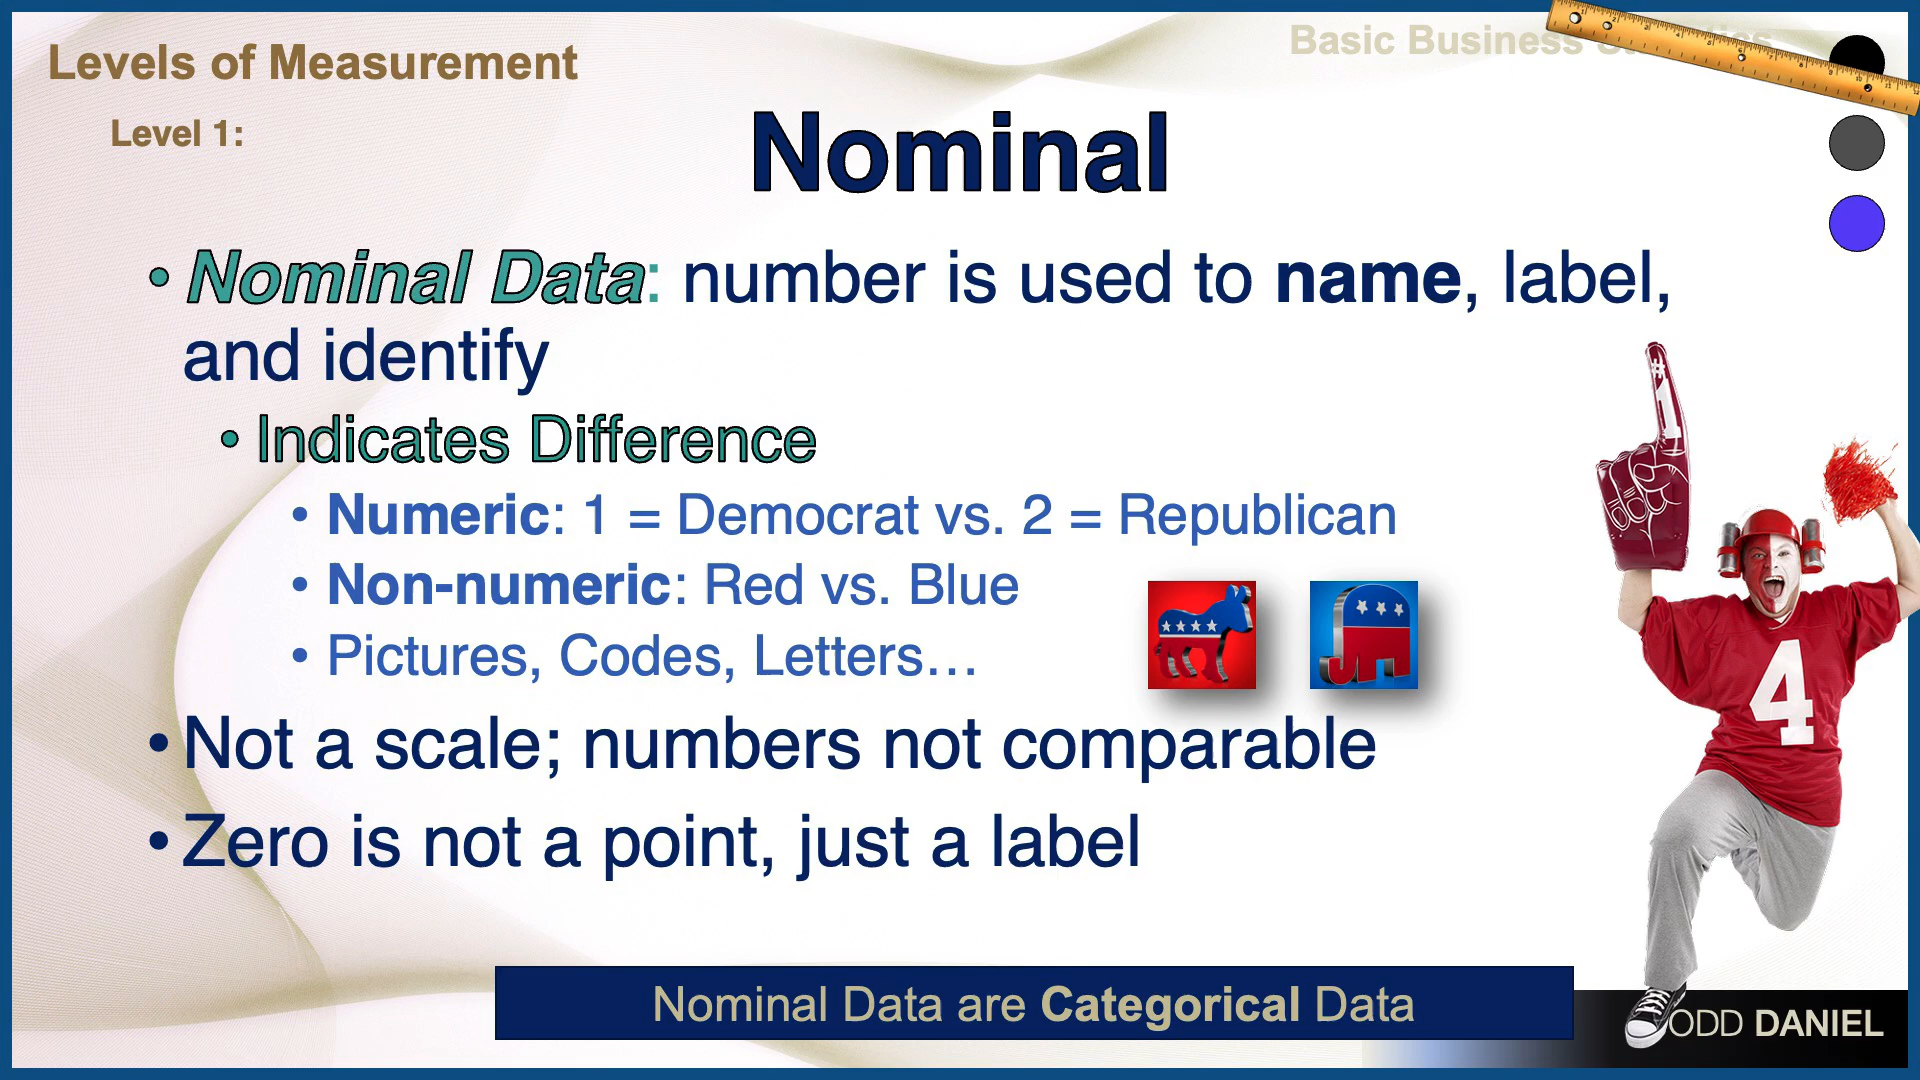 Levels of Measurement
Basic Business
Level 1:
Nominal
• Nominal Data: number is used to name, label,
and identify
• Indicates Difference
• Numeric: 1 = Democrat vs. 2 = Republican
• Non-numeric: Red vs. Blue
• Pictures, Codes, Letters…
• Not a scale; numbers not comparable
• Zero is not a point, just a label
#1
4
Nominal Data are Categorical Data
ODD DANIEL